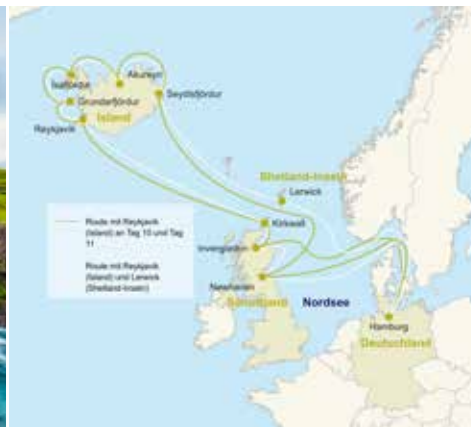 Isafjördur
Akureyri
Grundarfjördur
Seydisfjördur
Island
Reykjavik
Shetland-Inseln
Lerwick
Kirkwall
Route mit Reykjavik
(Island) an Tag 10 und Tag
11
Invergordon
Route mit Reykjavik
(Island) und Lerwick
(Shetland-Inseln)
Newhaven
Schottland
Nordsee
Hamburg
Deutschland